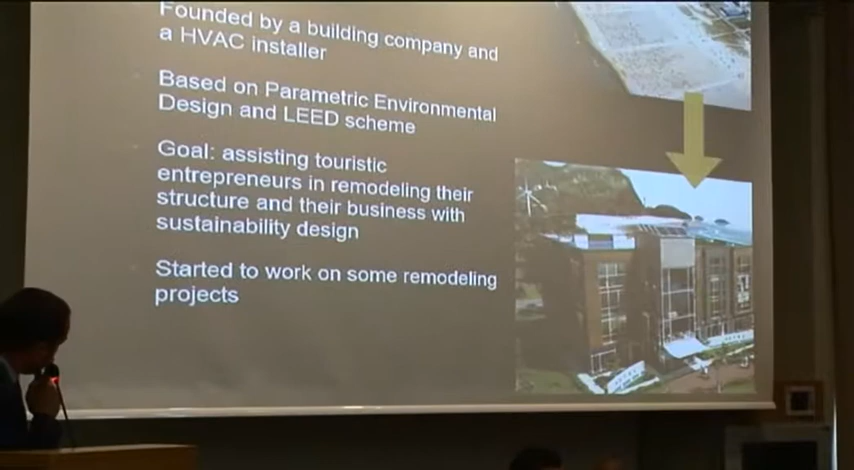 Founded by a building company and
a HVAC installer
Based on Parametric Environmental
Design and LEED scheme
Goal: assisting touristic
entrepreneurs in remodeling their
structure and their business with
sustainability design
Started to work on some remodeling
projects